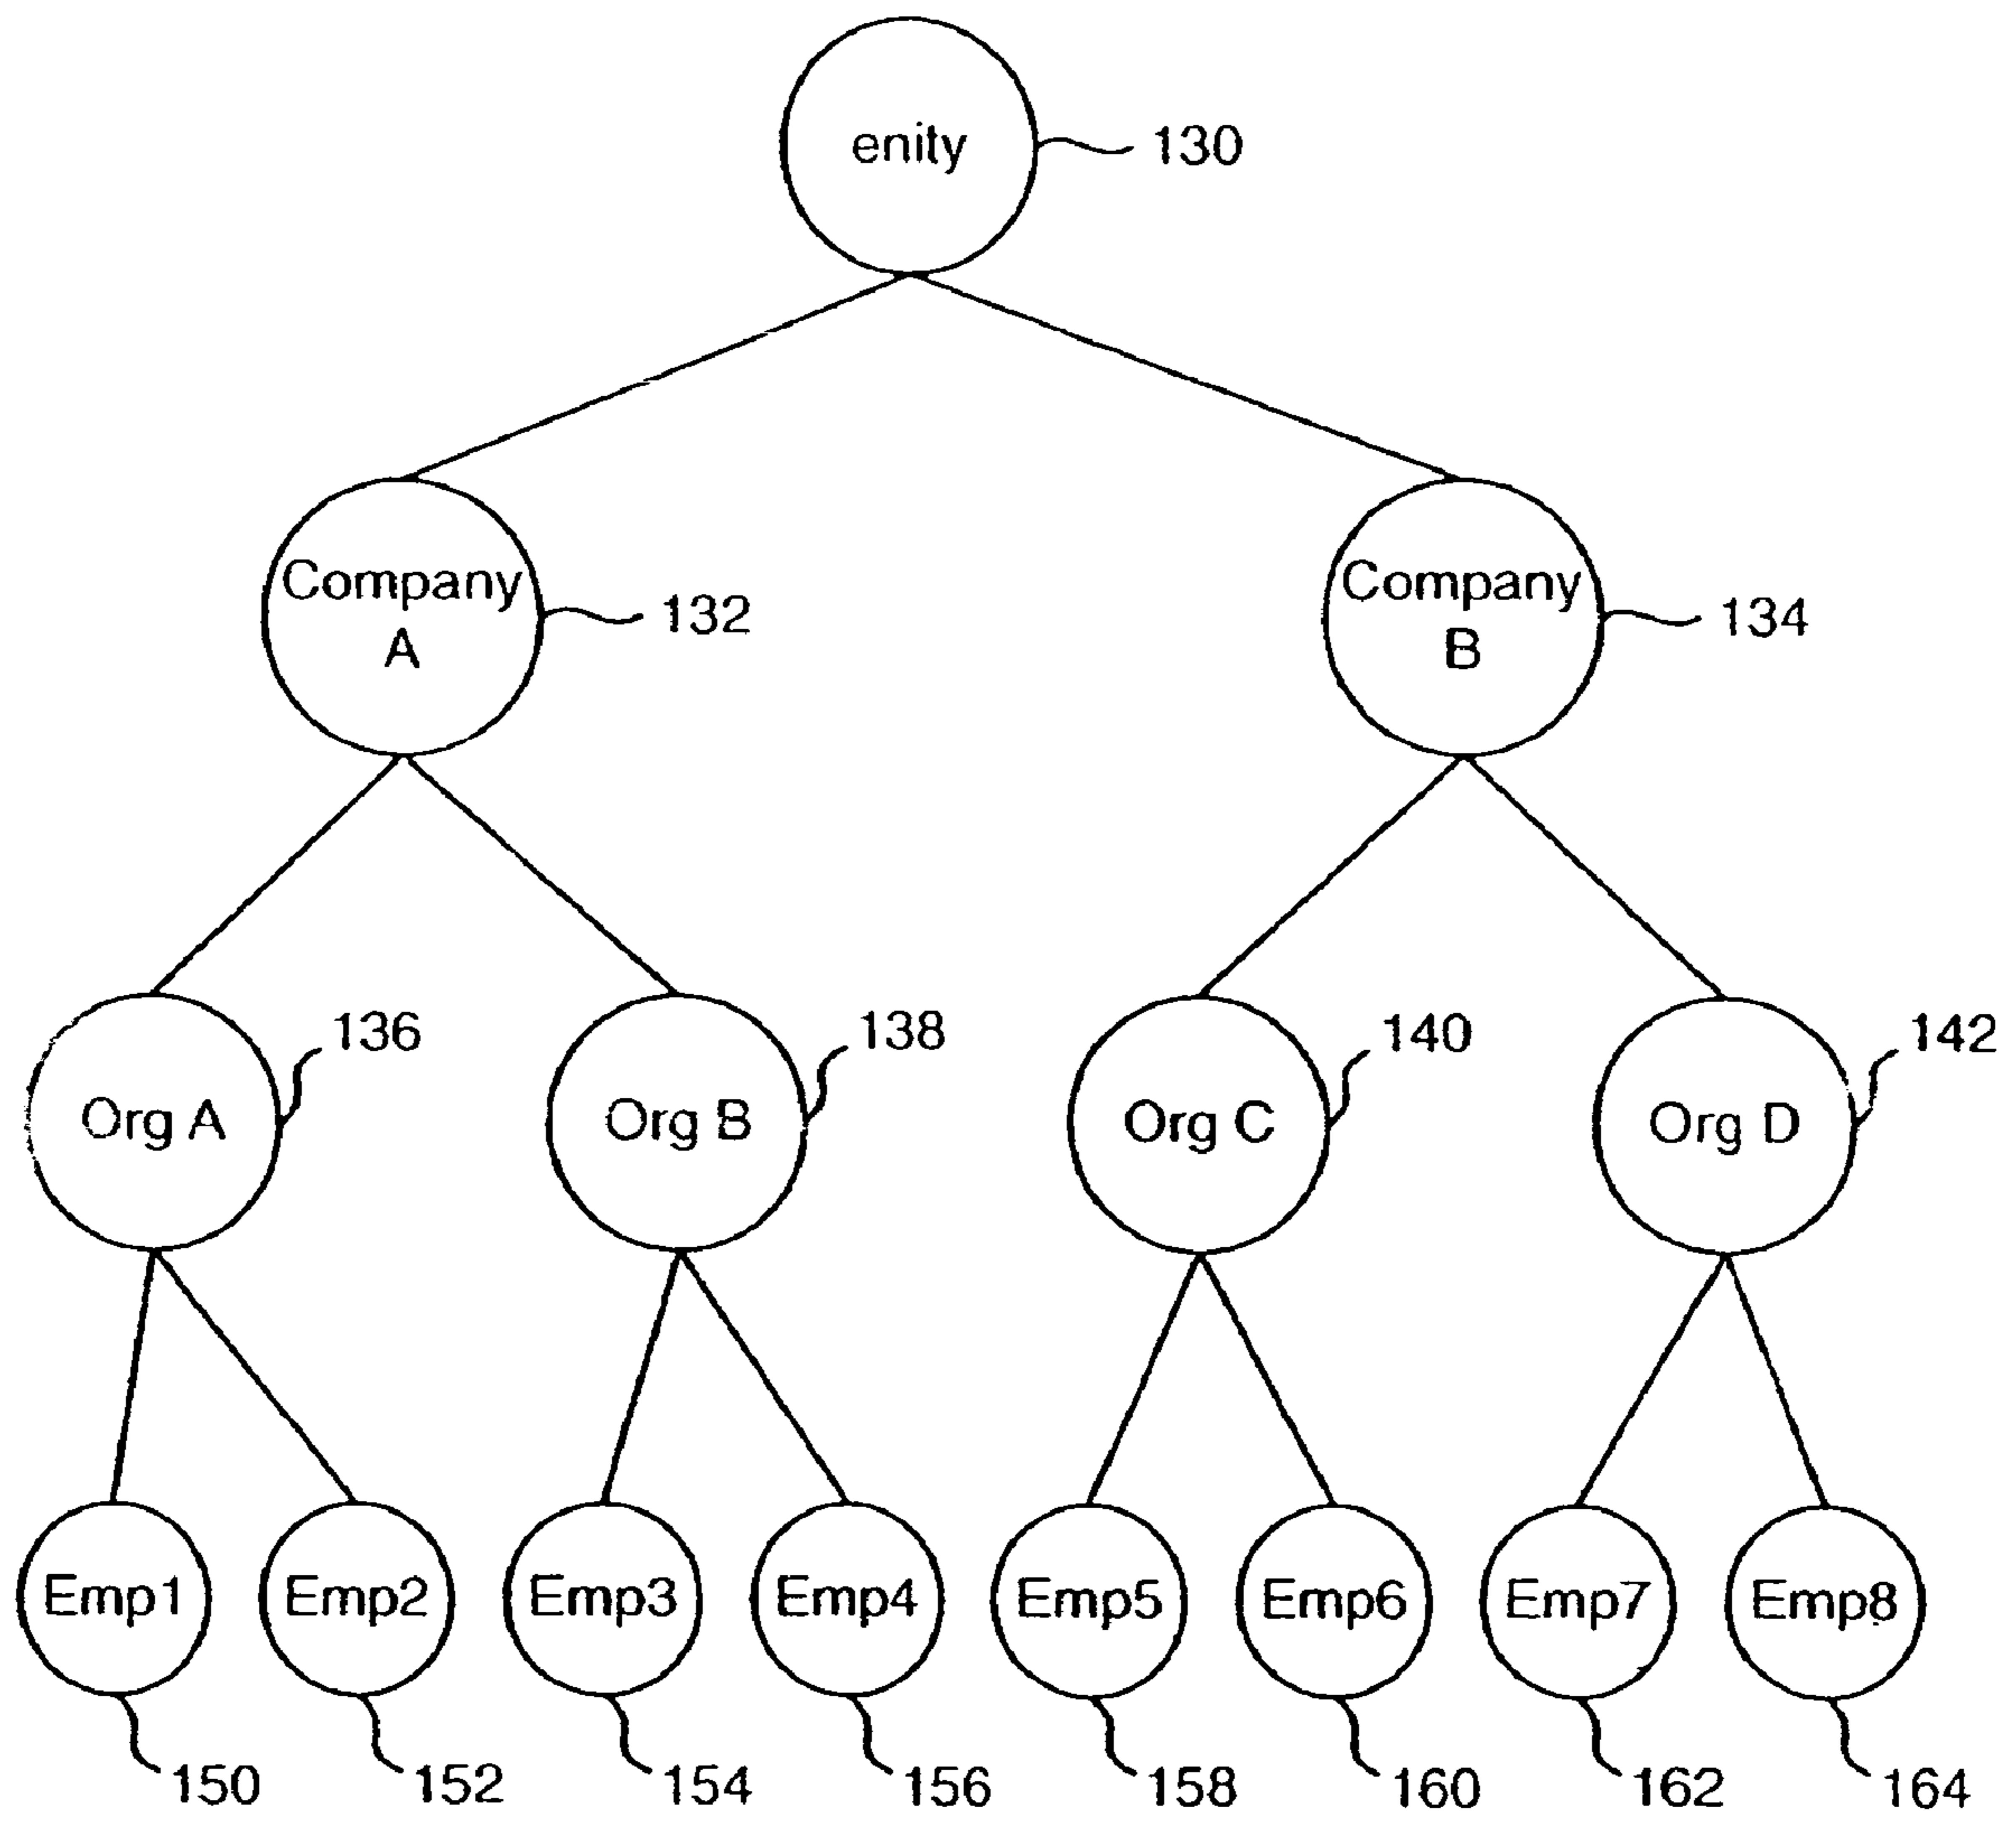 enity
130
Company
A
132
Company
B
134
136
138
140
142
Org A
Org B
Org C
Org D
Emp1
Emp2
Emp3
Emp4
Emp5
Emp6
Emp7
Emp8
150
152
154
156
158
160
162
164